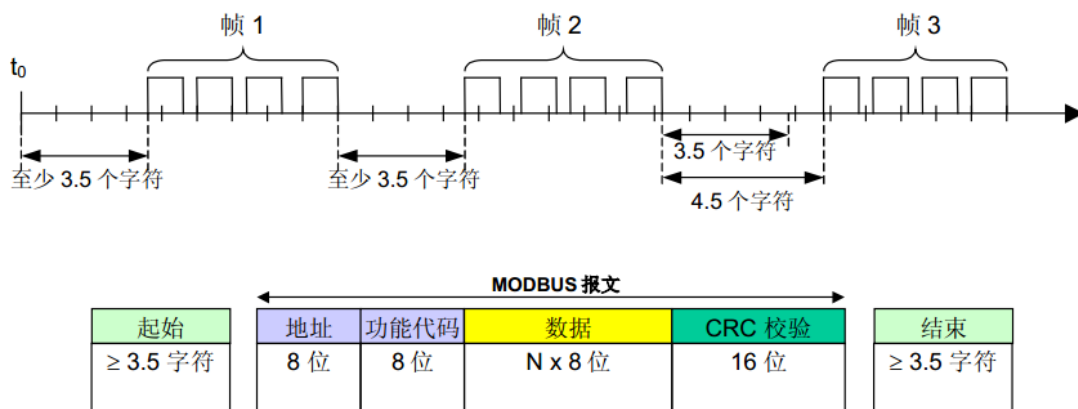 帧 1
帧 2
帧 3
t0
至少 3.5 个字符
至少 3.5 个字符
3.5 个字符
4.5 个字符
MODBUS 报文
起始 地址 功能代码 数据 CRC 校验 结束
≥ 3.5 字符 8 位 8 位 N x 8 位 16 位 ≥ 3.5 字符